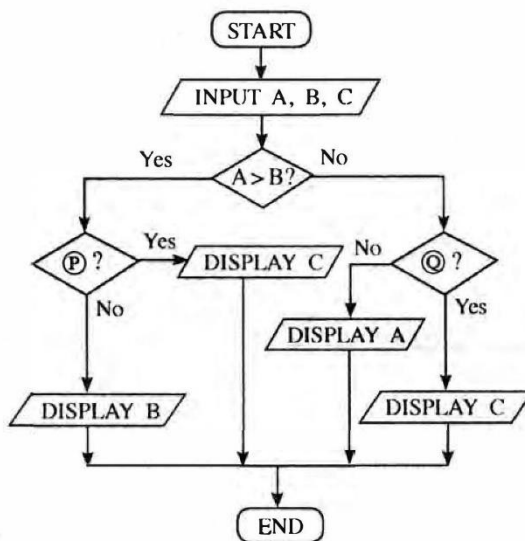 START
INPUT A, B, C
Yes
No
A > B?
Ⓟ ?
Yes
DISPLAY C
No
Ⓠ ?
No
Yes
DISPLAY A
DISPLAY B
DISPLAY C
END